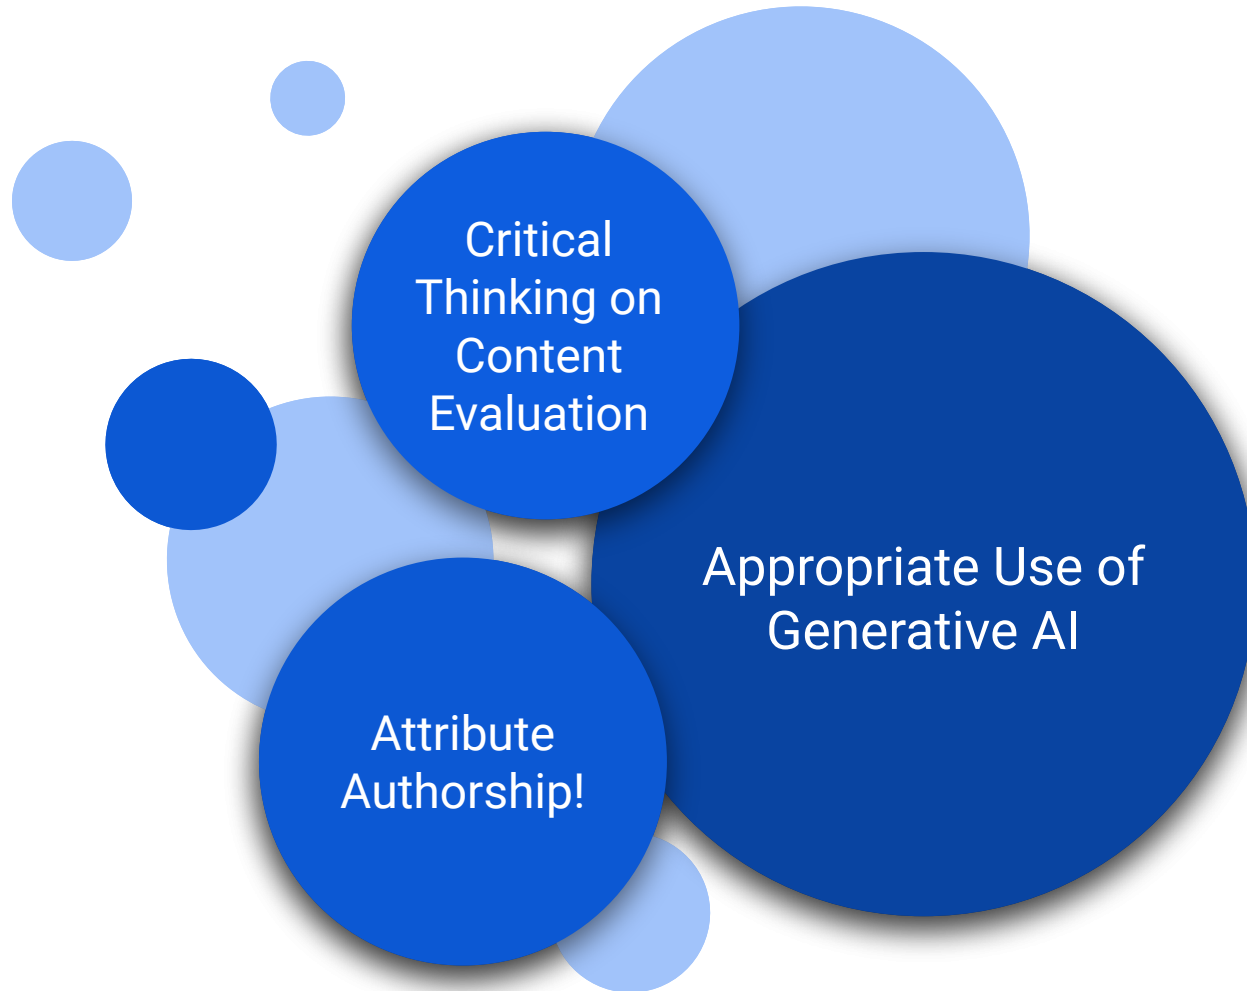 Critical
Thinking on
Content
Evaluation
Appropriate Use of
Generative AI
Attribute
Authorship!